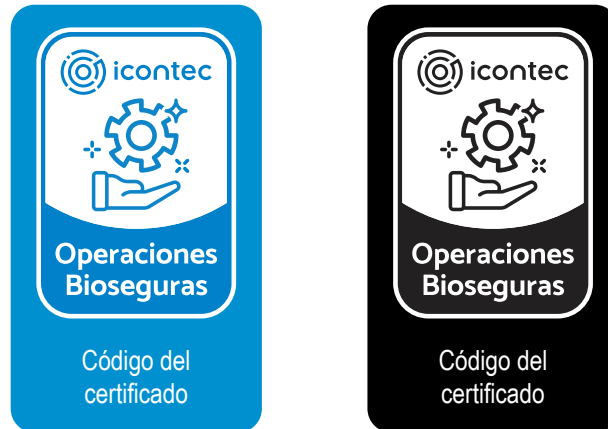 icontec
Operaciones
Bioseguras
Código del
certificado
icontec
Operaciones
Bioseguras
Código del
certificado